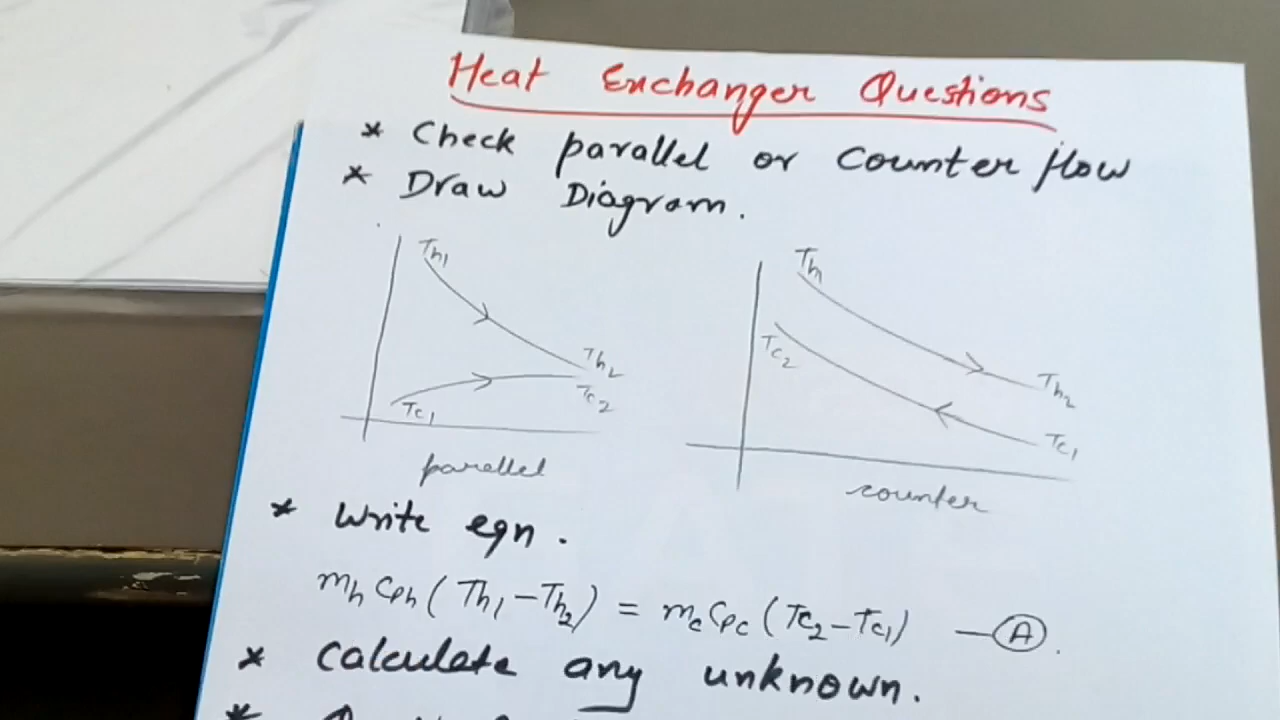 Heat Exchanger Questions
* Check parallel or Counter flow
* Draw Diagram.
Th1
Th2
Tc2
Tc1
parallel
Th1
Tc2
Th2
Tc1
counter
* Write eqn.
mh Cph (Th1 - Th2) = mc Cpc (Tc2 - Tc1) — (A).
* Calculate any unknown.